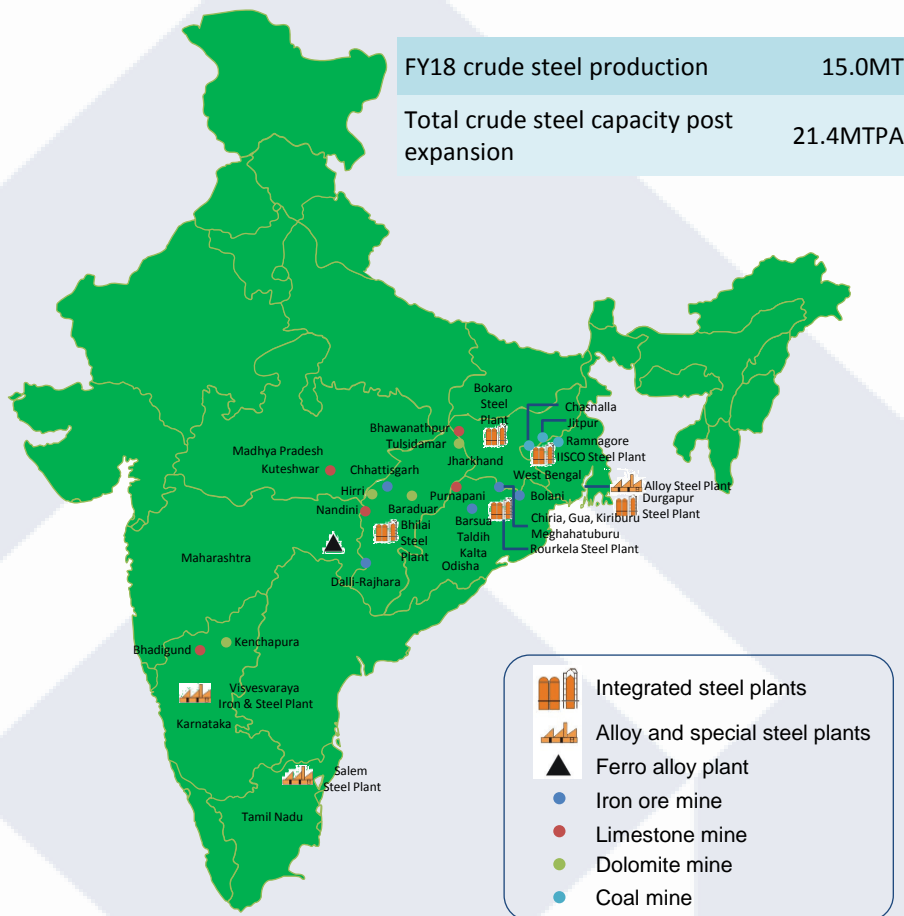 FY18 crude steel production 15.0MT
Total crude steel capacity post
expansion 21.4MTPA
Bokaro
Steel
Plant
Chasnalla
Jitpur
Ramnagore
IISCO Steel Plant
Bhawanathpur
Tulsidamar
Jharkhand
West Bengal
Madhya Pradesh
Kuteshwar
Chhattisgarh
Hirri
Nandini
Baraduar
Purnapani
Bolani
Alloy Steel Plant
Durgapur
Steel Plant
Bhilai
Steel
Plant
Barsua
Taldih
Kalta
Odisha
Chiria, Gua, Kiriburu
Meghahatuburu
Rourkela Steel Plant
Maharashtra
Dalli-Rajhara
Kenchapura
Bhadigund
Visvesvaraya
Iron & Steel Plant
Karnataka
Salem
Steel Plant
Tamil Nadu
Integrated steel plants
Alloy and special steel plants
Ferro alloy plant
Iron ore mine
Limestone mine
Dolomite mine
Coal mine